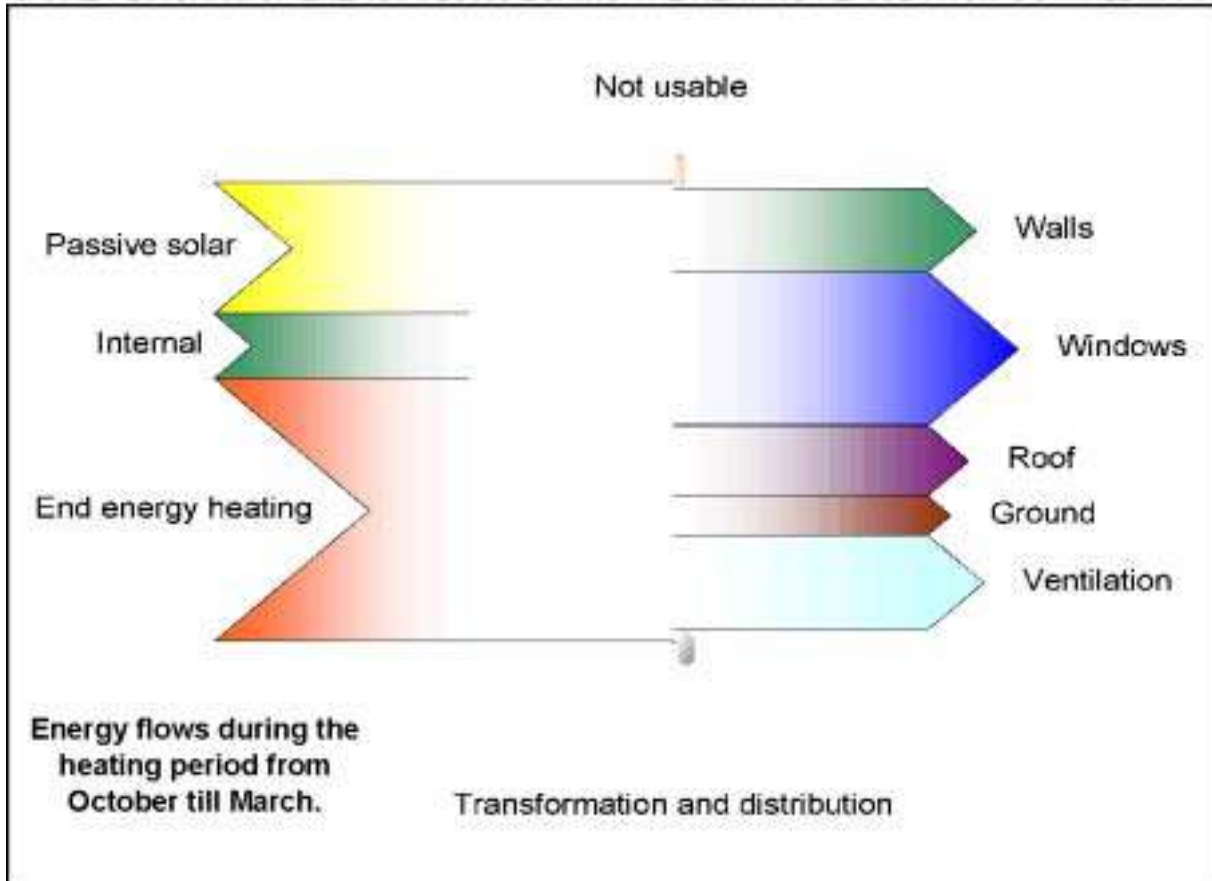 Not usable
Passive solar
Walls
Internal
Windows
Roof
End energy heating
Ground
Ventilation
Energy flows during the
heating period from
October till March.
Transformation and distribution